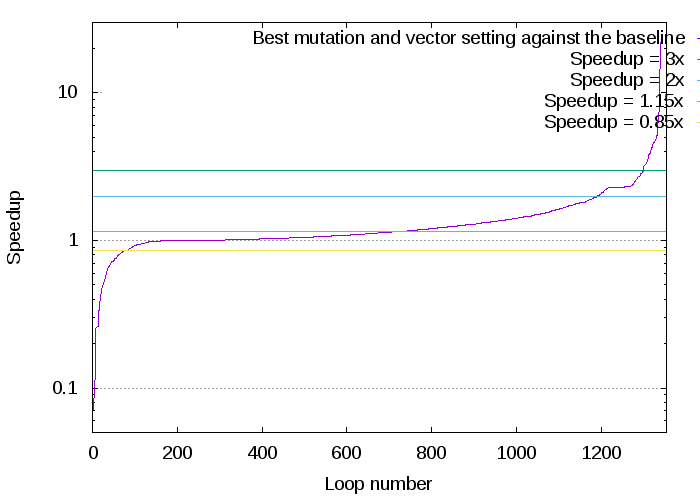 Best mutation and vector setting against the baseline
Speedup = 3x
Speedup = 2x
Speedup = 1.15x
Speedup = 0.85x
10
1
0.1
Speedup
0 200 400 600 800 1000 1200
Loop number